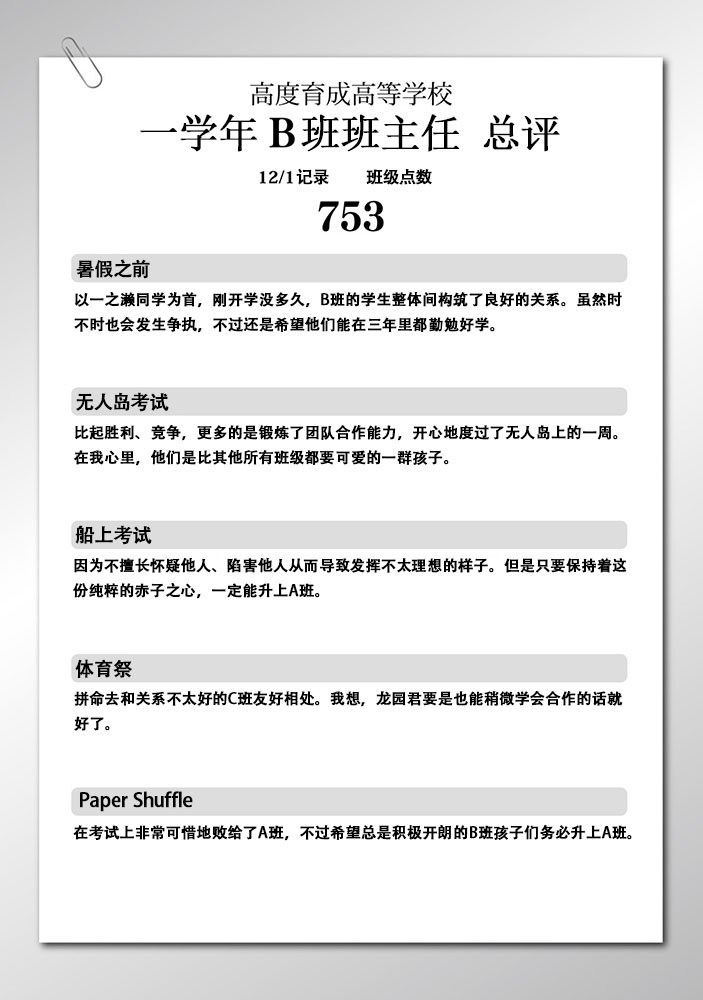 高度育成高等学校
一学年 B班班主任 总评
12/1记录 班级点数
753
暑假之前
以一之濑同学为首，刚开学没多久，B班的学生整体间构筑了良好的关系。虽然时
不时也会发生争执，不过还是希望他们能在三年里都勤勉好学。
无人岛考试
比起胜利、竞争，更多的是锻炼了团队合作能力，开心地度过了无人岛上的一周。
在我心里，他们是比其他所有班级都要可爱的一群孩子。
船上考试
因为不擅长怀疑他人、陷害他人从而导致发挥不太理想的样子。但是只要保持着这
份纯粹的赤子之心，一定能升上A班。
体育祭
拼命去和关系不太好的C班友好相处。我想，龙园君要是也能稍微学会合作的话就
好了。
Paper Shuffle
在考试上非常可惜地败给了A班，不过希望总是积极开朗的B班孩子们务必升上A班。